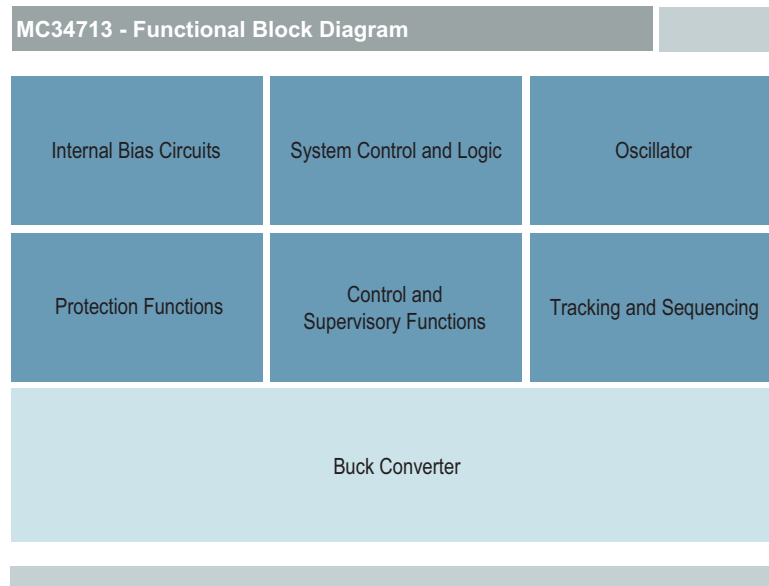 MC34713 - Functional Block Diagram
Internal Bias Circuits
System Control and Logic
Oscillator
Protection Functions
Control and
Supervisory Functions
Tracking and Sequencing
Buck Converter